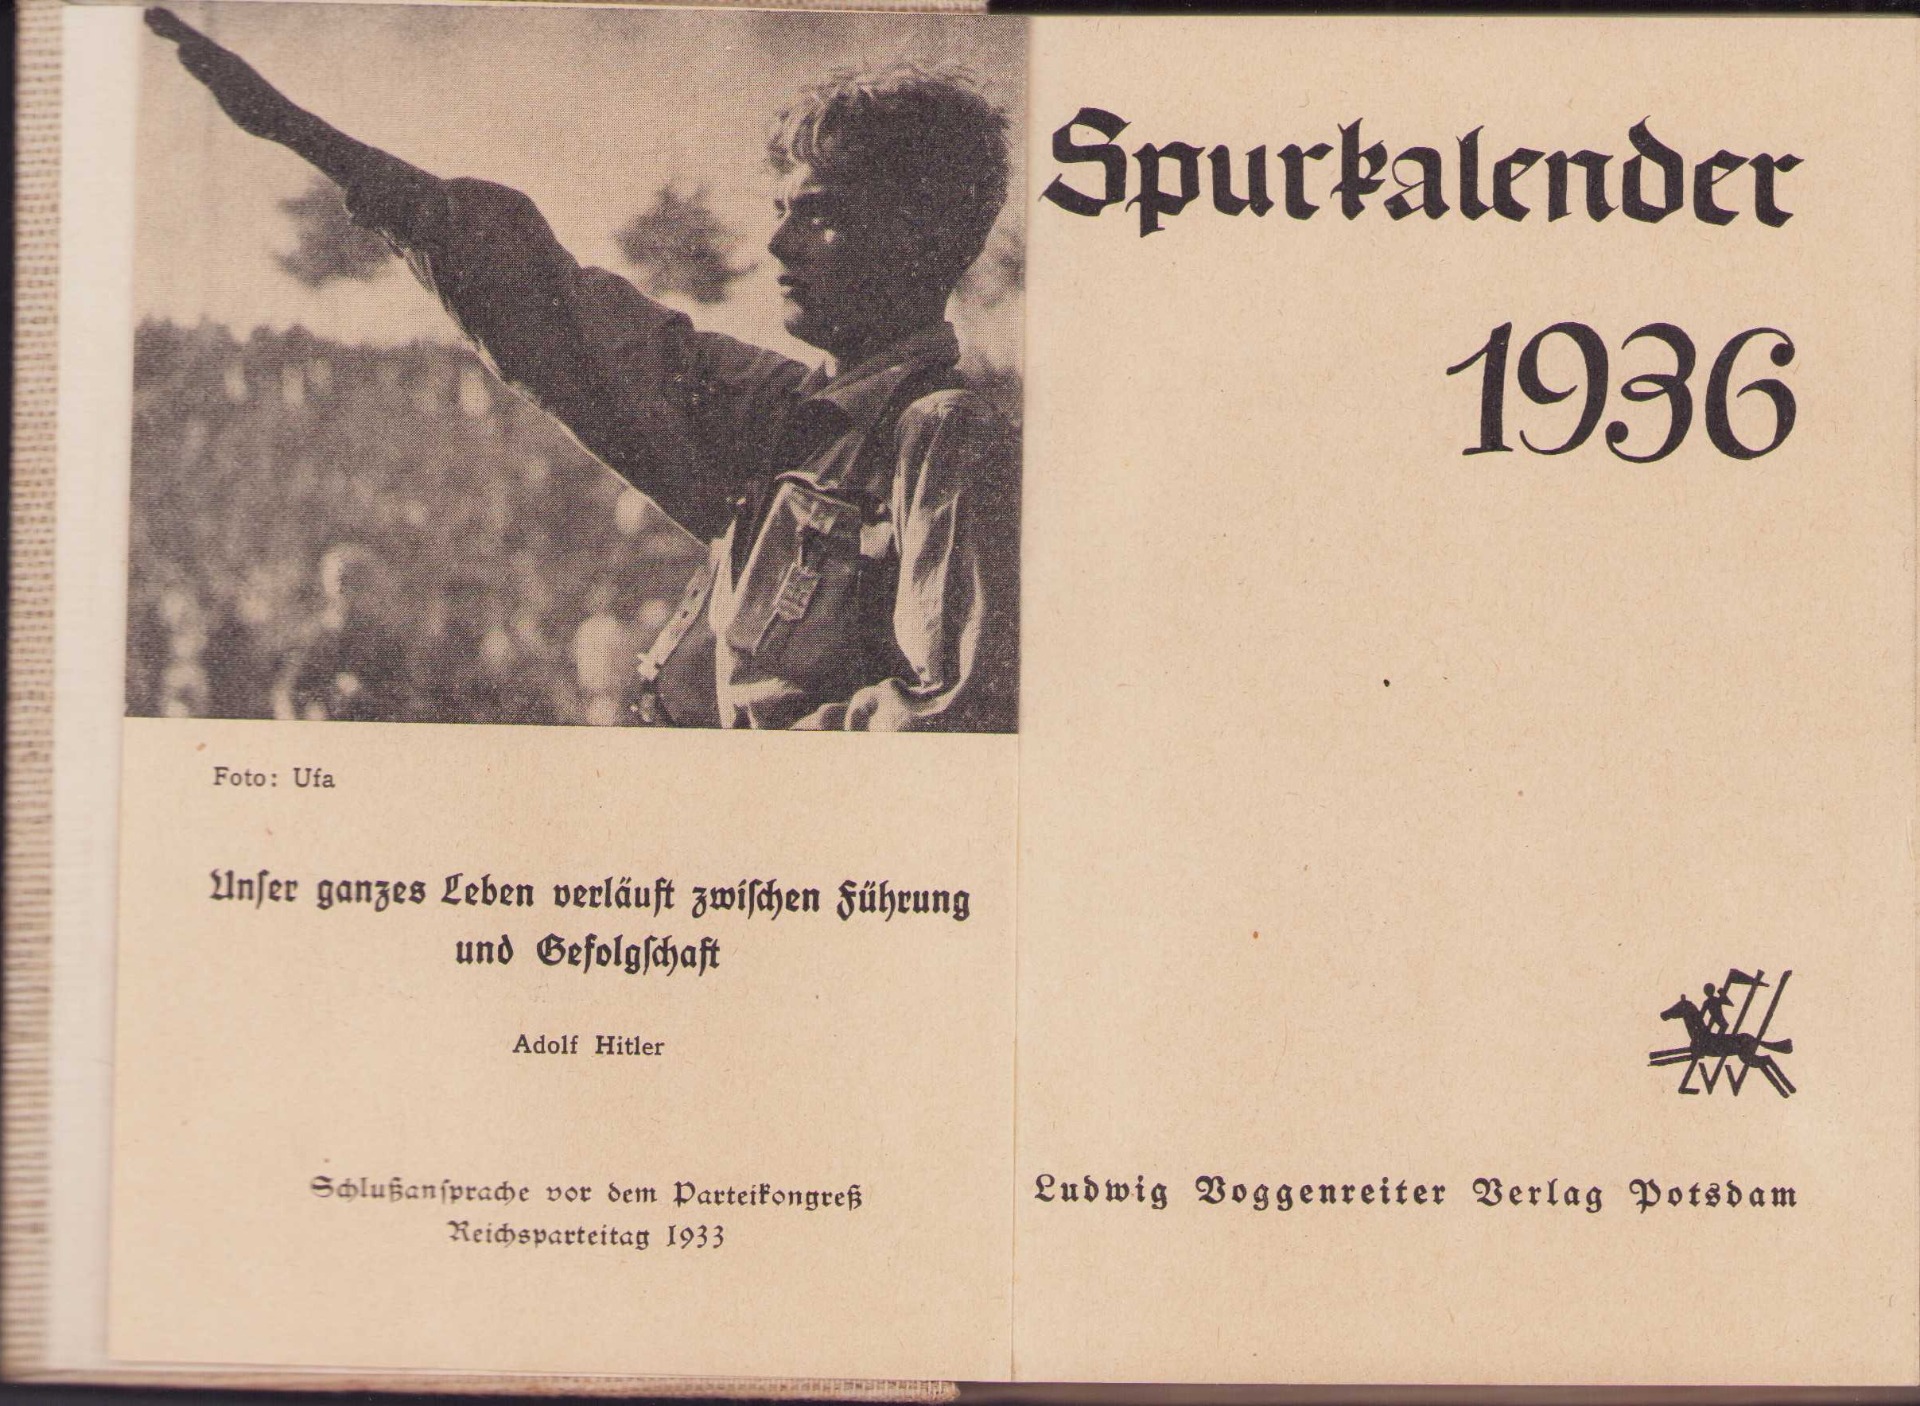 Foto: Ufa
Unser ganzes Leben verläuft zwischen Führung
und Gefolgschaft
Adolf Hitler
Schlußansprache vor dem Parteikongreß
Reichsparteitag 1933
Spurkalender
1936
LVV
Ludwig Voggenreiter Verlag Potsdam